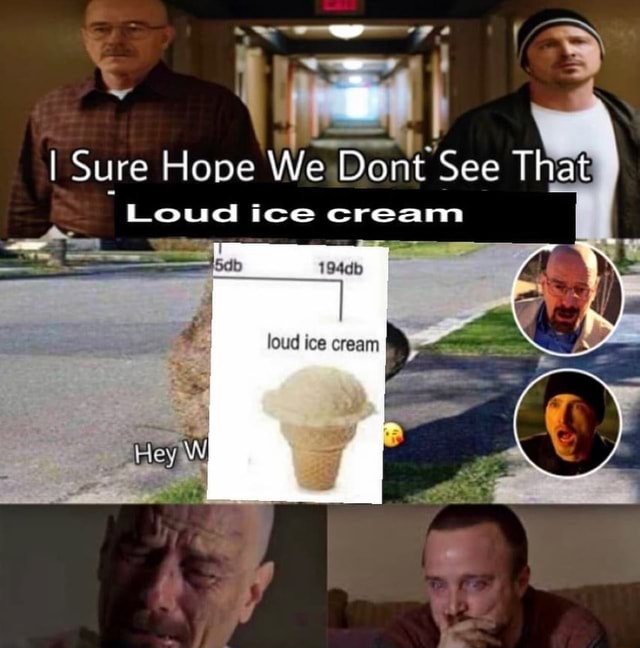 I Sure Hope We Dont See That
Loud ice cream
5db 194db
loud ice cream
Hey W